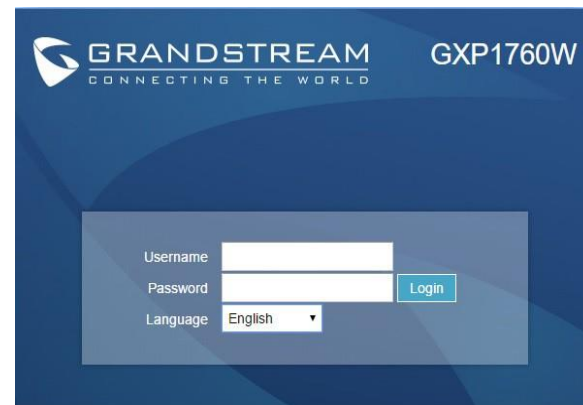 GRANDSTREAM GXP1760W
CONNECTING THE WORLD
Username
Password Login
Language English